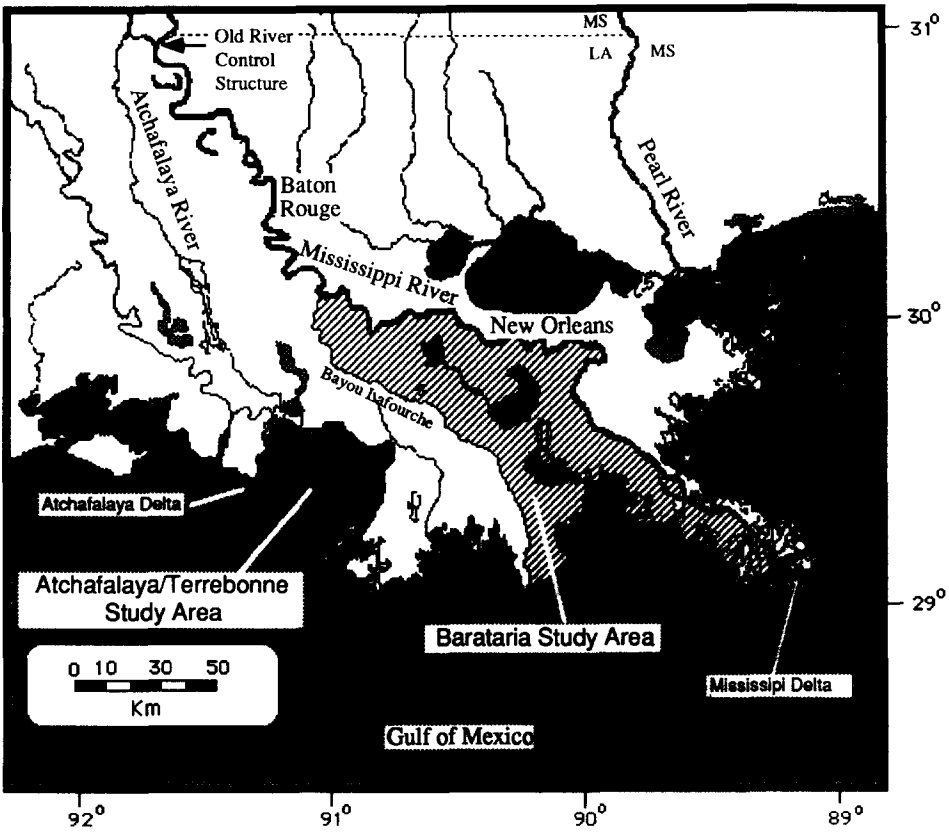 MS
31°
Old River
Control
Structure
LA
MS
Atchafalaya River
Pearl River
Baton
Rouge
Mississippi River
30°
New Orleans
Bayou Lafourche
Atchafalaya Delta
Atchafalaya/Terrebonne
Study Area
29°
Barataria Study Area
0 10 30 50
Km
Mississipi Delta
Gulf of Mexico
92°
91°
90°
89°